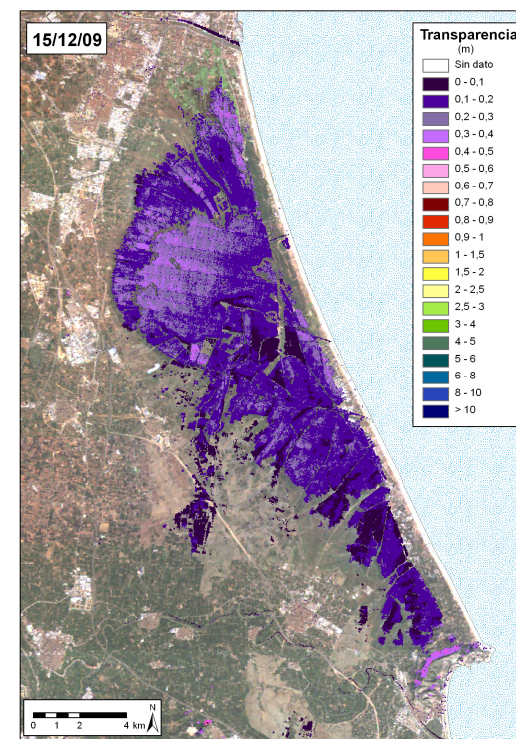 15/12/09
Transparencia
(m)
Sin dato
0 - 0,1
0,1 - 0,2
0,2 - 0,3
0,3 - 0,4
0,4 - 0,5
0,5 - 0,6
0,6 - 0,7
0,7 - 0,8
0,8 - 0,9
0,9 - 1
1 - 1,5
1,5 - 2
2 - 2,5
2,5 - 3
3 - 4
4 - 5
5 - 6
6 - 8
8 - 10
> 10
N
0 1 2 4 km